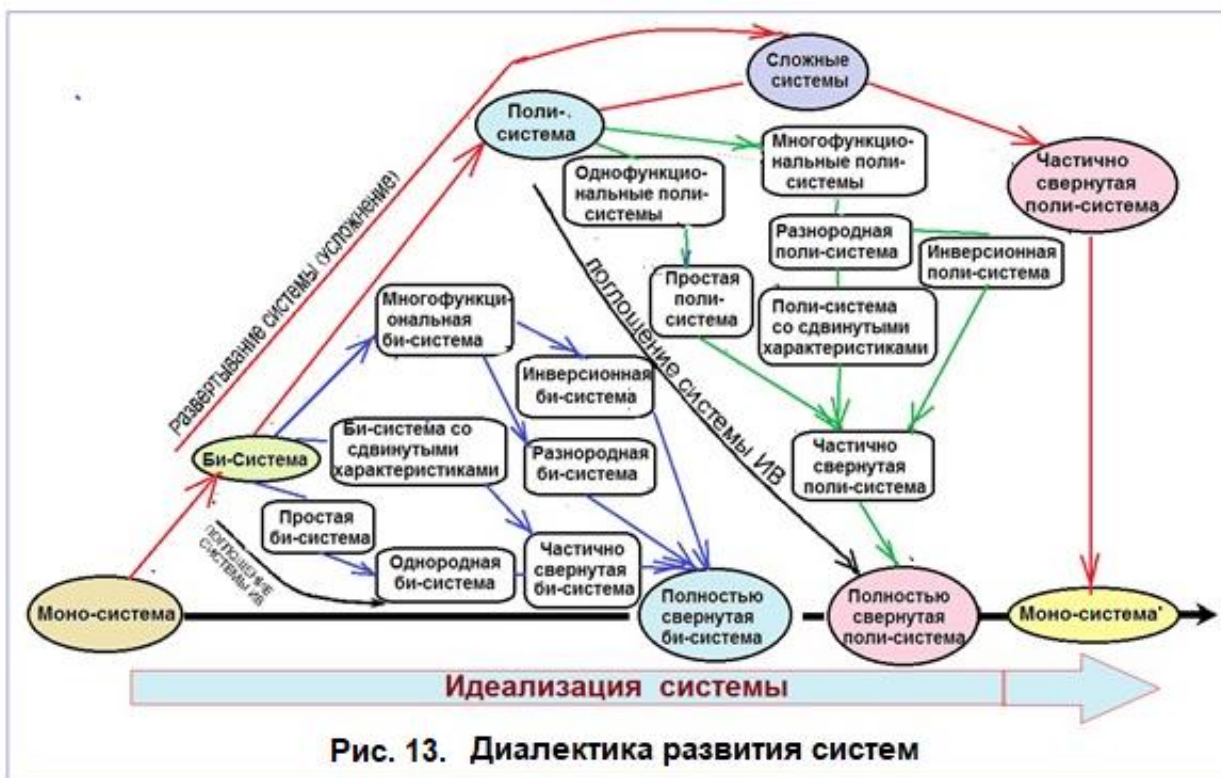 Сложные
системы
Поли-.
система
Многофункцио-
нальные поли-
системы
Однофункцио-
нальные поли-
системы
Частично
свернутая
поли-система
Развертывание системы (усложнение)
Разнородная
поли-система
Инверсионная
поли-система
Простая
поли-
система
Поли-система
со сдвинутыми
характеристиками
поглощение системы ИВ
Многофункци-
ональная
би-система
Инверсионная
би-система
Би-система со
сдвинутыми
характеристиками
Би-Система
Разнородная
би-система
Частично
свернутая
поли-система
Простая
би-система
поглощение
системы ИВ
Однородная
би-система
Частично
свернутая
би-система
Моно-система
Полностью
свернутая
би-система
Полностью
свернутая
поли-система
Моно-система'
Идеализация системы
Рис. 13. Диалектика развития систем